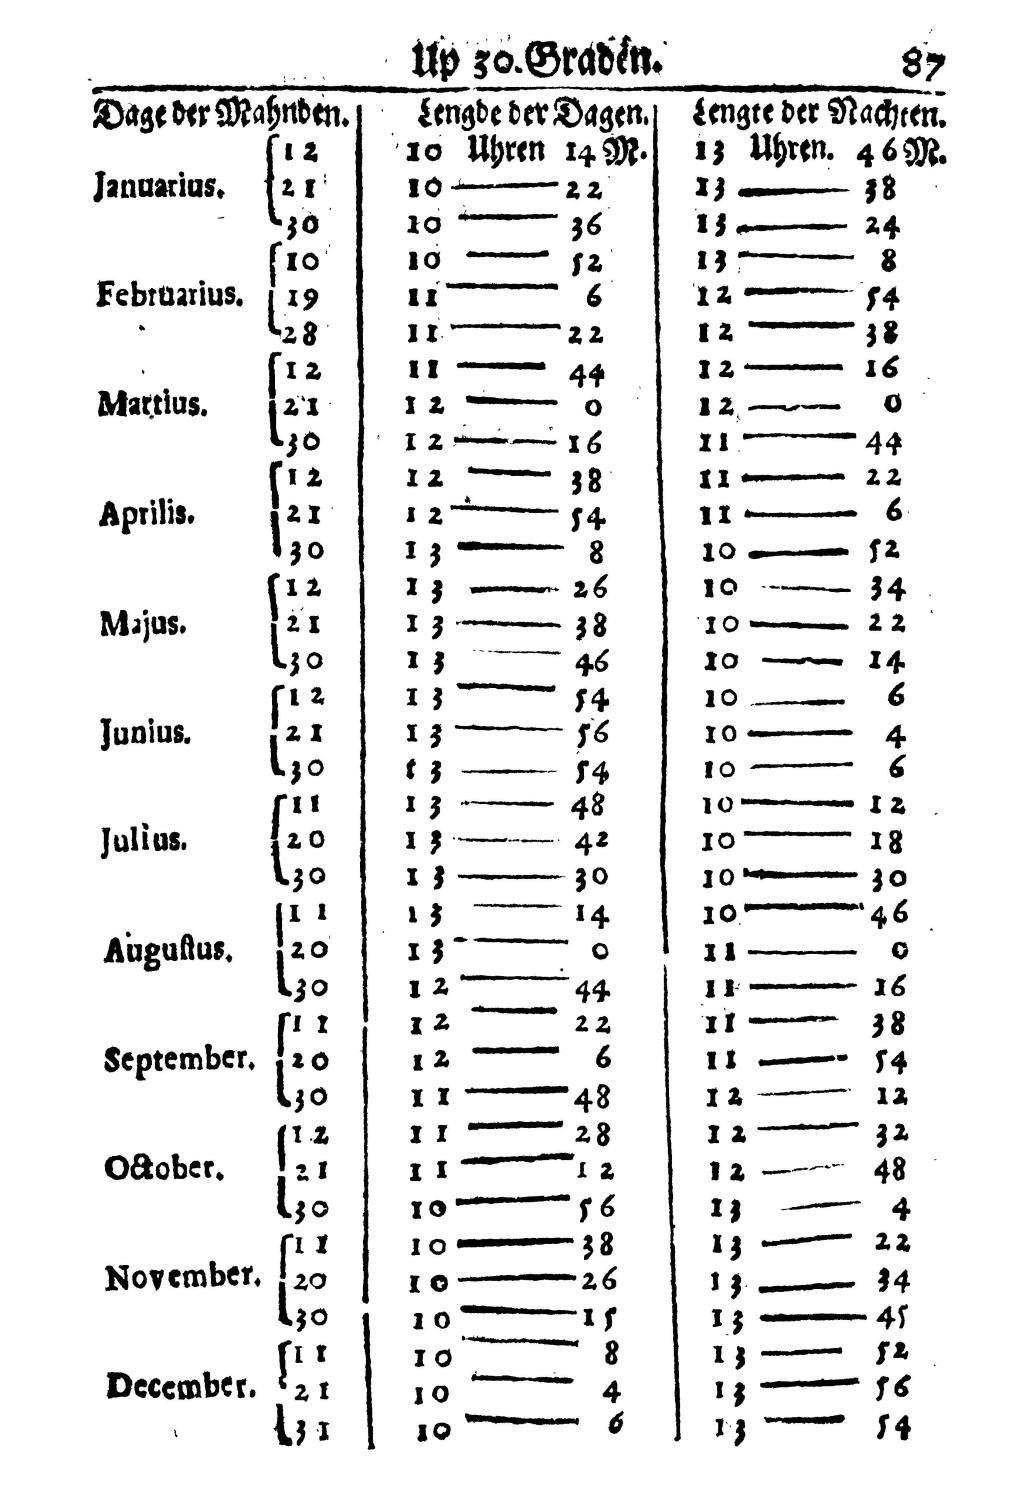 Up 30. Graden. 87
Dage der Mahnden. Lengde der Dagen. Lengte der Nachten.
12 10 Uhren 14 M. 13 Uhren. 46 M.
Januarius. 21 10 — 22 13 — 38
30 10 — 36 13 — 24
10 10 — 52 13 — 8
Februarius. 19 11 — 6 12 — 54
28 11 — 22 12 — 38
12 11 — 44 12 — 16
Martius. 21 12 — 0 12 — 0
30 12 — 16 11 — 44
12 12 — 38 11 — 22
Aprilis. 21 12 — 54 11 — 6
30 13 — 8 10 — 52
12 13 — 26 10 — 34
Majus. 21 13 — 38 10 — 22
30 13 — 46 10 — 14
12 13 — 54 10 — 6
Junius. 21 13 — 56 10 — 4
30 13 — 54 10 — 6
11 13 — 48 10 — 12
Julius. 20 13 — 42 10 — 18
30 13 — 30 10 — 30
11 13 — 14 10 — 46
Auguſtus. 20 13 — 0 11 — 0
30 12 — 44 11 — 16
11 12 — 22 11 — 38
September. 20 12 — 6 11 — 54
30 11 — 48 12 — 12
12 11 — 28 12 — 32
October. 21 11 — 12 12 — 48
30 10 — 56 13 — 4
11 10 — 38 13 — 22
November. 20 10 — 26 13 — 34
30 10 — 15 13 — 45
11 10 — 8 13 — 52
December. 21 10 — 4 13 — 56
31 10 — 6 13 — 54